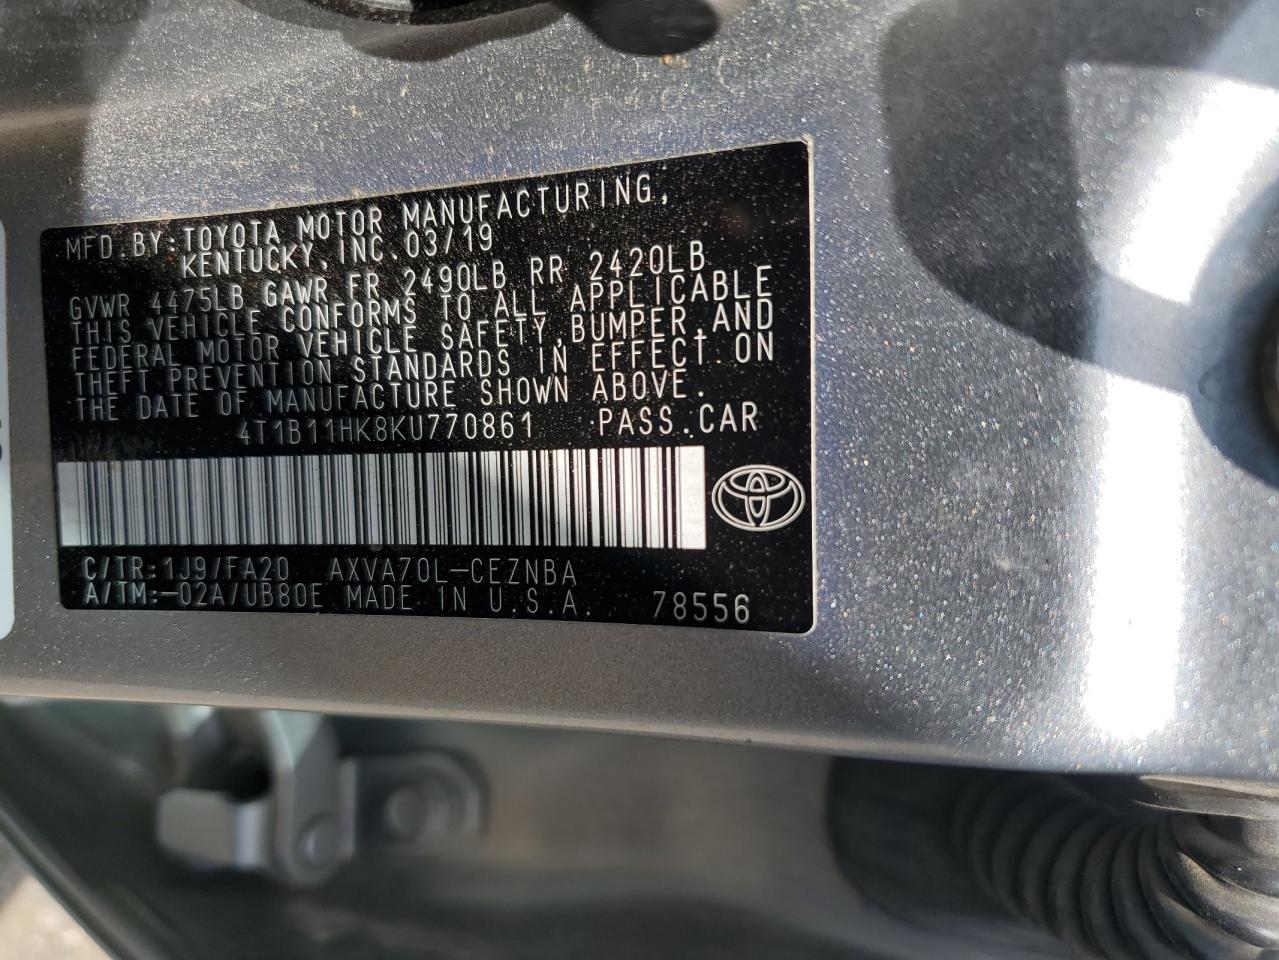 MFD.BY:TOYOTA MOTOR MANUFACTURING,
KENTUCKY, INC. 03/19
GVWR 4475LB GAWR FR 2490LB RR 2420LB
THIS VEHICLE CONFORMS TO ALL APPLICABLE
FEDERAL MOTOR VEHICLE SAFETY,BUMPER,AND
THEFT PREVENTION STANDARDS IN EFFECT ON
THE DATE OF MANUFACTURE SHOWN ABOVE.
4T1B11HK8KU770861 PASS.CAR
C/TR:1J9/FA20 AXVA70L-CEZNBA
A/TM:-02A/UB80E MADE IN U.S.A. 78556